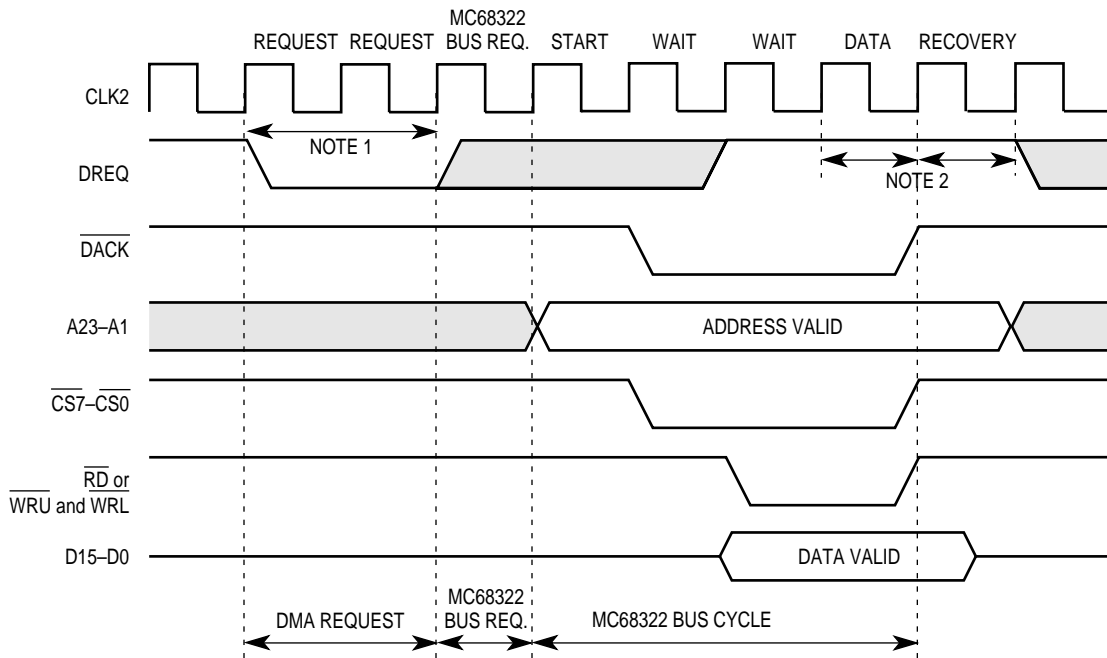 MC68322
REQUEST REQUEST BUS REQ. START WAIT WAIT DATA RECOVERY
CLK2
NOTE 1
DREQ
NOTE 2
DACK
A23–A1
ADDRESS VALID
CS7–CS0
RD or
WRU and WRL
D15–D0
DATA VALID
MC68322
DMA REQUEST BUS REQ. MC68322 BUS CYCLE